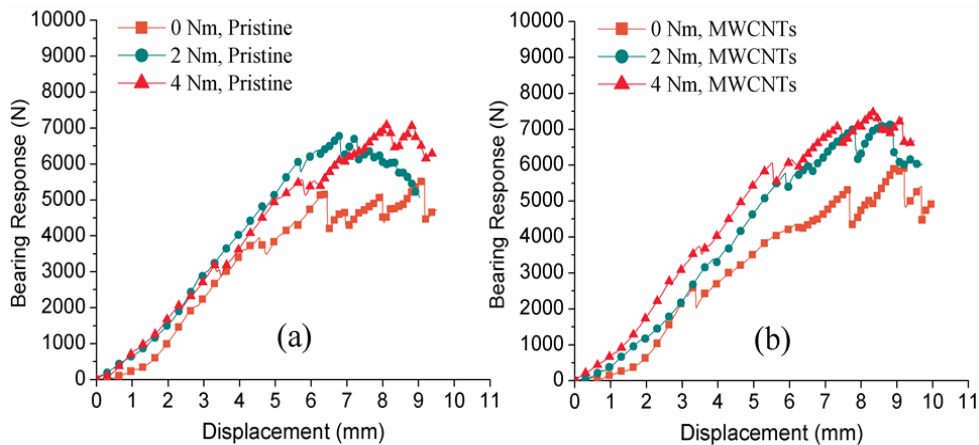 10000
9000
8000
7000
6000
5000
4000
3000
2000
1000
0
Bearing Response (N)
0 Nm, Pristine
2 Nm, Pristine
4 Nm, Pristine
(a)
0 1 2 3 4 5 6 7 8 9 10 11
Displacement (mm)
10000
9000
8000
7000
6000
5000
4000
3000
2000
1000
0
Bearing Response (N)
0 Nm, MWCNTs
2 Nm, MWCNTs
4 Nm, MWCNTs
(b)
0 1 2 3 4 5 6 7 8 9 10 11
Displacement (mm)